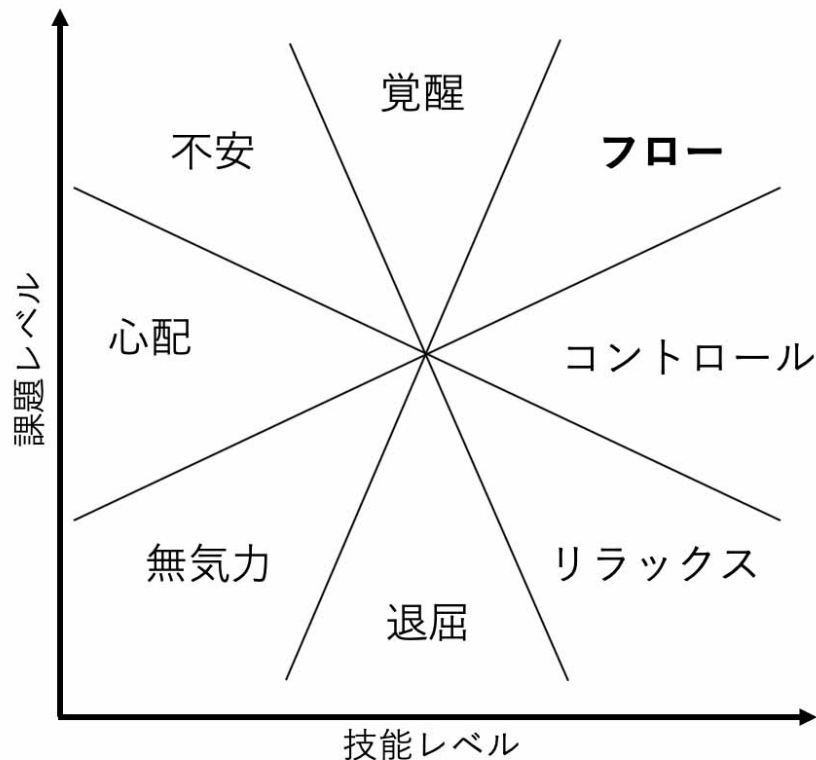 覚醒
不安
フロー
心配
コントロール
課題レベル
無気力
リラックス
退屈
技能レベル